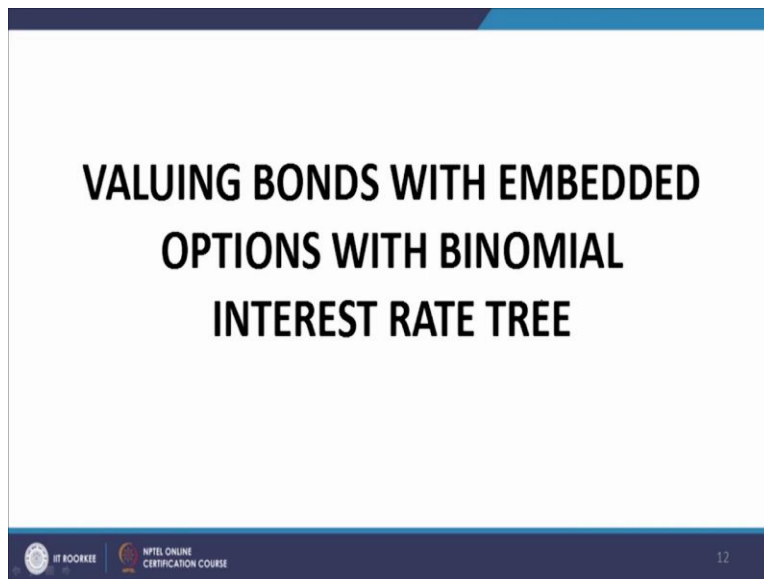 VALUING BONDS WITH EMBEDDED
OPTIONS WITH BINOMIAL
INTEREST RATE TREE
IIT ROORKEE
NPTEL ONLINE
CERTIFICATION COURSE
12